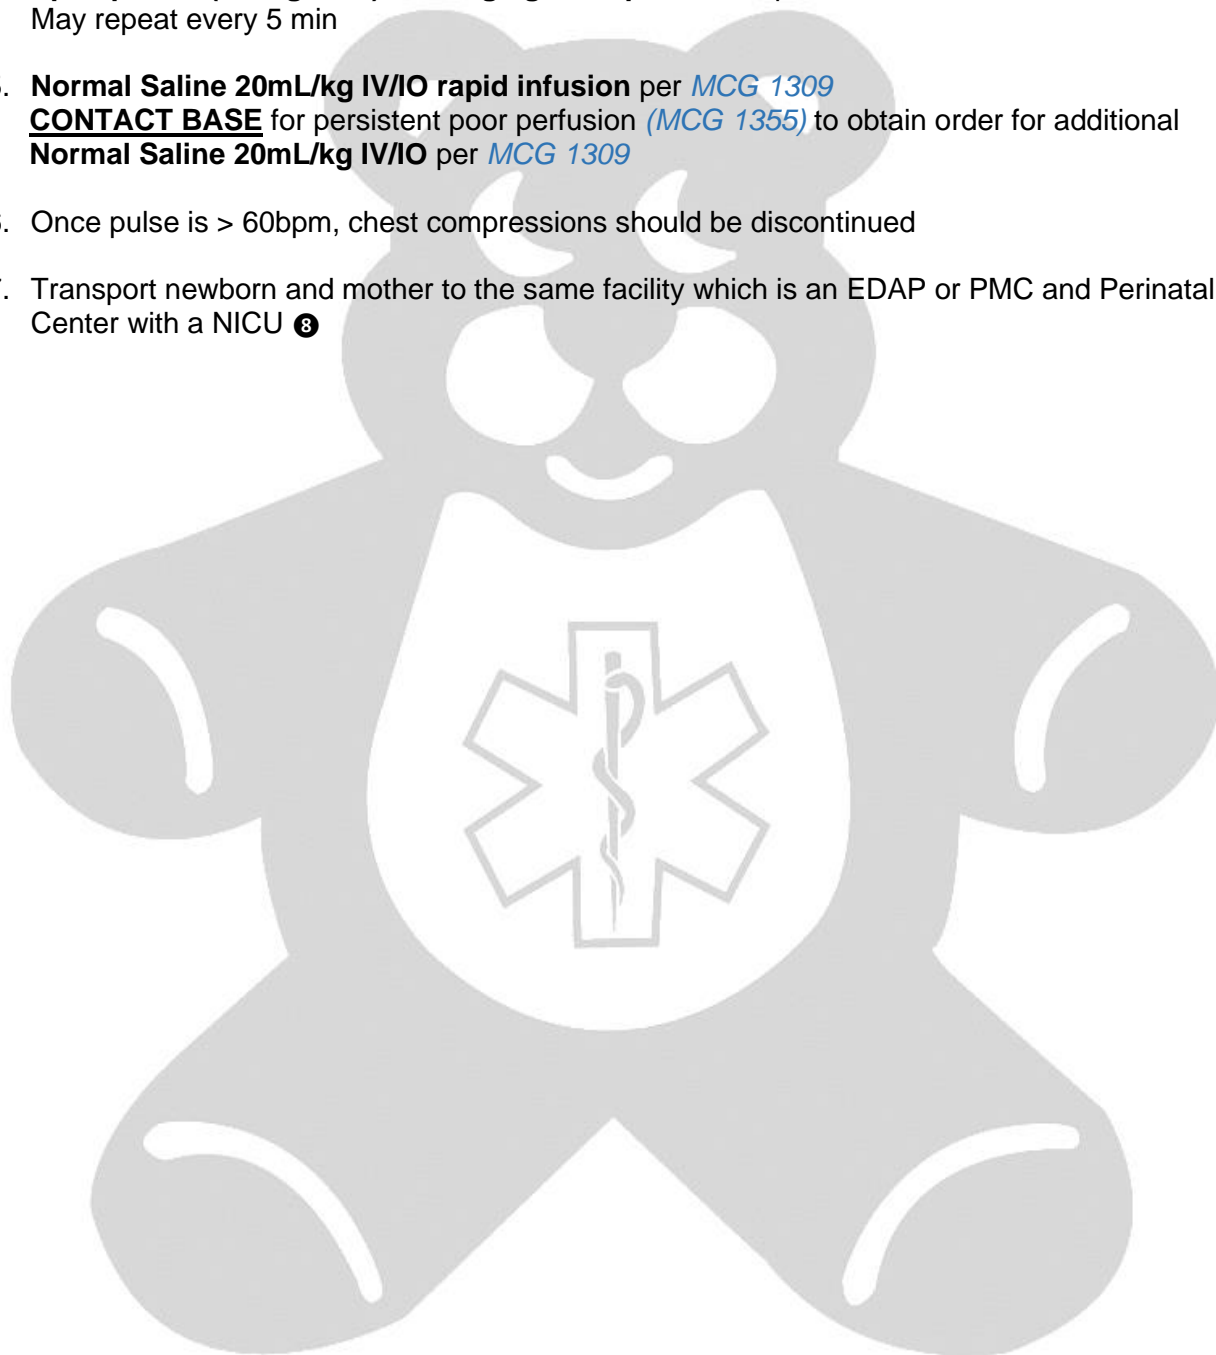 May repeat every 5 min
. Normal Saline 20mL/kg IV/IO rapid infusion per MCG 1309
CONTACT BASE for persistent poor perfusion (MCG 1355) to obtain order for additional
Normal Saline 20mL/kg IV/IO per MCG 1309
. Once pulse is > 60bpm, chest compressions should be discontinued
. Transport newborn and mother to the same facility which is an EDAP or PMC and Perinatal
Center with a NICU ❽